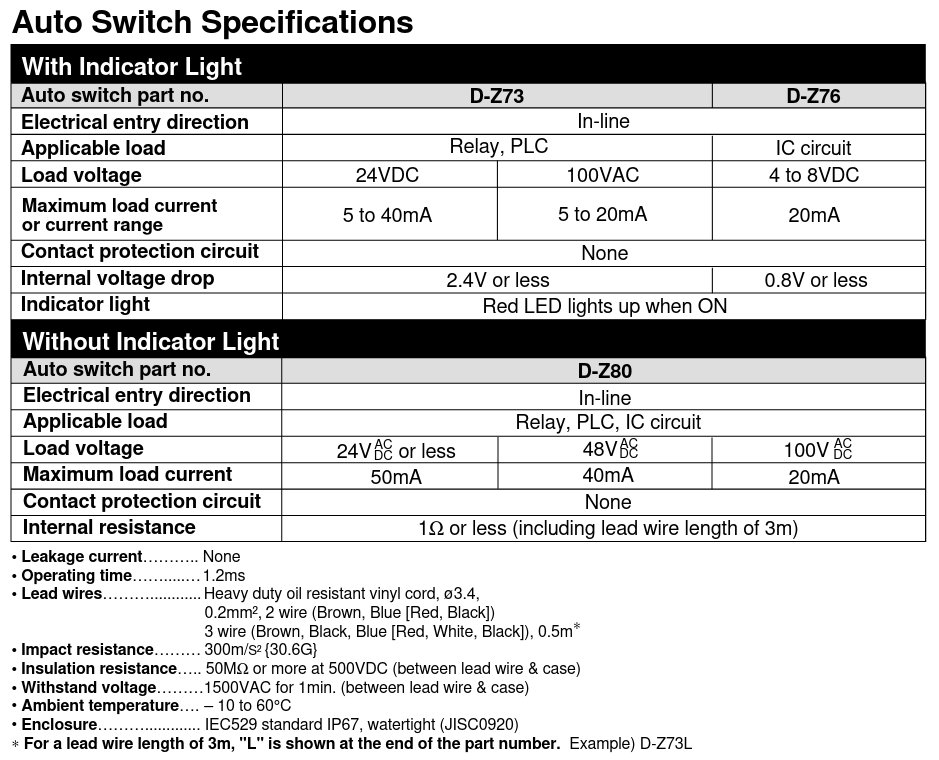 Auto Switch Specifications
With Indicator Light
Auto switch part no. D-Z73 D-Z76
Electrical entry direction In-line
Applicable load Relay, PLC IC circuit
Load voltage 24VDC 100VAC 4 to 8VDC
Maximum load current
or current range 5 to 40mA 5 to 20mA 20mA
Contact protection circuit None
Internal voltage drop 2.4V or less 0.8V or less
Indicator light Red LED lights up when ON
Without Indicator Light
Auto switch part no. D-Z80
Electrical entry direction In-line
Applicable load Relay, PLC, IC circuit
Load voltage 24V AC DC or less 48V AC DC 100V AC DC
Maximum load current 50mA 40mA 20mA
Contact protection circuit None
Internal resistance 1Ω or less (including lead wire length of 3m)
• Leakage current……….. None
• Operating time…….....… 1.2ms
• Lead wires………............ Heavy duty oil resistant vinyl cord, ø3.4,
0.2mm², 2 wire (Brown, Blue [Red, Black])
3 wire (Brown, Black, Blue [Red, White, Black]), 0.5m*
• Impact resistance……… 300m/S² {30.6G}
• Insulation resistance….. 50MΩ or more at 500VDC (between lead wire & case)
• Withstand voltage………1500VAC for 1min. (between lead wire & case)
• Ambient temperature…. – 10 to 60°C
• Enclosure………............. IEC529 standard IP67, watertight (JISC0920)
* For a lead wire length of 3m, "L" is shown at the end of the part number. Example) D-Z73L